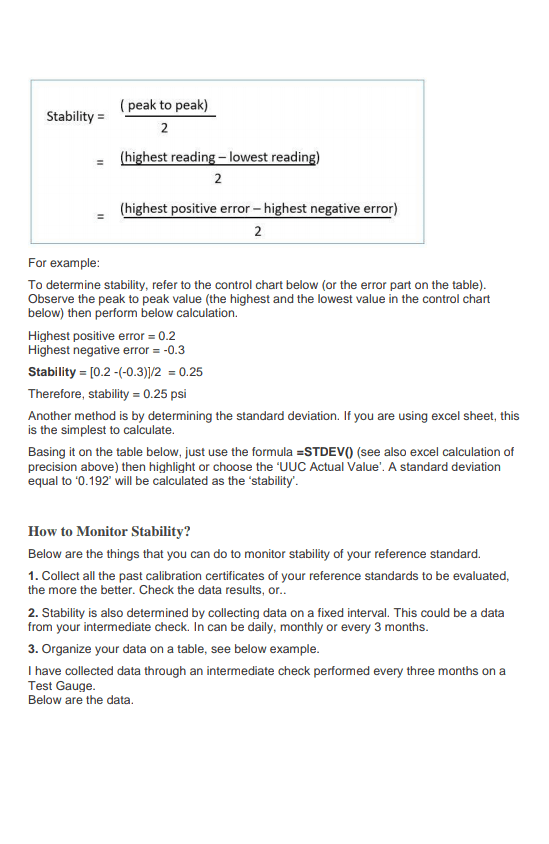 Stability = ( peak to peak)
2
= (highest reading – lowest reading)
2
= (highest positive error – highest negative error)
2
For example:
To determine stability, refer to the control chart below (or the error part on the table).
Observe the peak to peak value (the highest and the lowest value in the control chart
below) then perform below calculation.
Highest positive error = 0.2
Highest negative error = -0.3
Stability = [0.2 -(-0.3)]/2 = 0.25
Therefore, stability = 0.25 psi
Another method is by determining the standard deviation. If you are using excel sheet, this
is the simplest to calculate.
Basing it on the table below, just use the formula =STDEV() (see also excel calculation of
precision above) then highlight or choose the ‘UUC Actual Value’. A standard deviation
equal to ‘0.192’ will be calculated as the ‘stability’.
How to Monitor Stability?
Below are the things that you can do to monitor stability of your reference standard.
1. Collect all the past calibration certificates of your reference standards to be evaluated,
the more the better. Check the data results, or..
2. Stability is also determined by collecting data on a fixed interval. This could be a data
from your intermediate check. In can be daily, monthly or every 3 months.
3. Organize your data on a table, see below example.
I have collected data through an intermediate check performed every three months on a
Test Gauge.
Below are the data.